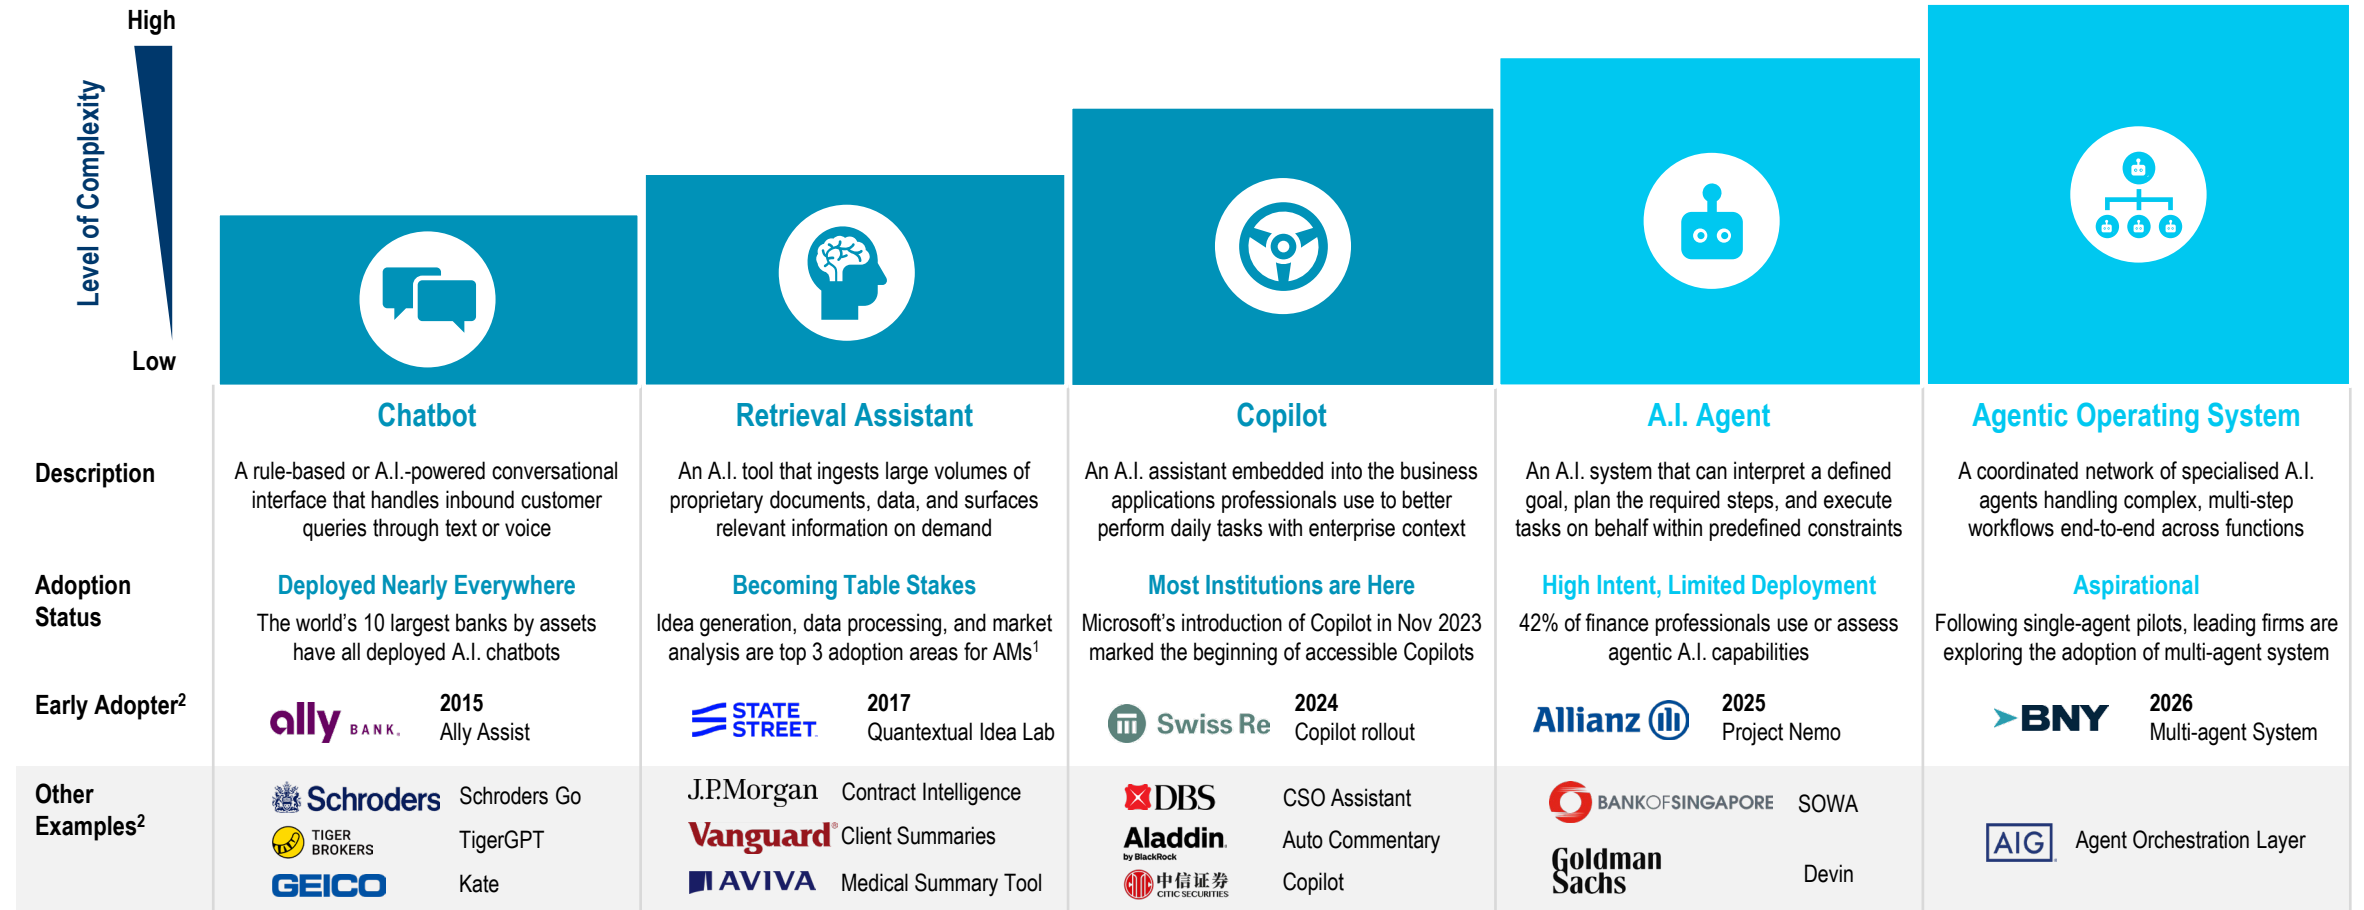 High
Level of Complexity
Low
Chatbot
Retrieval Assistant
Copilot
A.I. Agent
Agentic Operating System
Description
A rule-based or A.I.-powered conversational
interface that handles inbound customer
queries through text or voice
An A.I. tool that ingests large volumes of
proprietary documents, data, and surfaces
relevant information on demand
An A.I. assistant embedded into the business
applications professionals use to better
perform daily tasks with enterprise context
An A.I. system that can interpret a defined
goal, plan the required steps, and execute
tasks on behalf within predefined constraints
A coordinated network of specialised A.I.
agents handling complex, multi-step
workflows end-to-end across functions
Adoption
Status
Deployed Nearly Everywhere
The world's 10 largest banks by assets
have all deployed A.I. chatbots
Becoming Table Stakes
Idea generation, data processing, and market
analysis are top 3 adoption areas for AMs1
Most Institutions are Here
Microsoft's introduction of Copilot in Nov 2023
marked the beginning of accessible Copilots
High Intent, Limited Deployment
42% of finance professionals use or assess
agentic A.I. capabilities
Aspirational
Following single-agent pilots, leading firms are
exploring the adoption of multi-agent system
Early Adopter2
ally BANK.
2015
Ally Assist
STATE
STREET.
2017
Quantextual Idea Lab
Swiss Re
2024
Copilot rollout
Allianz
2025
Project Nemo
BNY
2026
Multi-agent System
Other
Examples2
Schroders
Schroders Go
TIGER
BROKERS
TigerGPT
GEICO
Kate
J.P.Morgan
Contract Intelligence
Vanguard®
Client Summaries
AVIVA
Medical Summary Tool
DBS
CSO Assistant
Aladdin.
by BlackRock
Auto Commentary
中信证券
CITIC SECURITIES
Copilot
BANKOFSINGAPORE
SOWA
Goldman
Sachs
Devin
AIG
Agent Orchestration Layer